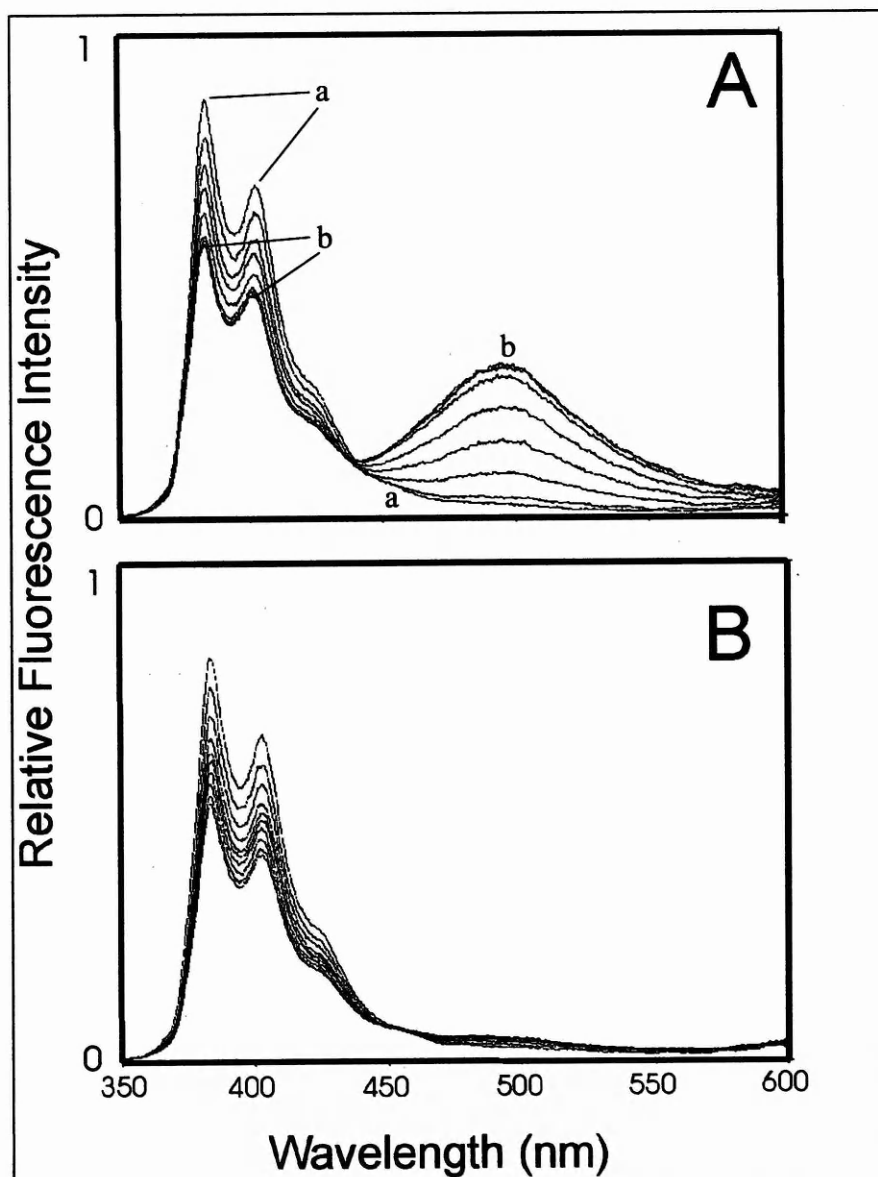 Relative Fluorescence Intensity
1
A
a
b
b
a
0
1
B
0
350 400 450 500 550 600
Wavelength (nm)